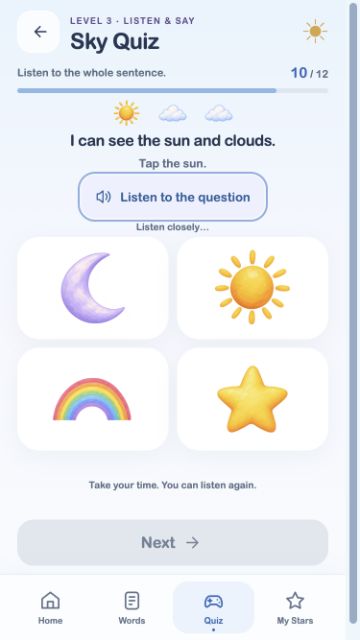 LEVEL 3 · LISTEN & SAY
Sky Quiz
Listen to the whole sentence.
10 / 12
I can see the sun and clouds.
Tap the sun.
Listen to the question
Listen closely...
Take your time. You can listen again.
Next
Home
Words
Quiz
My Stars